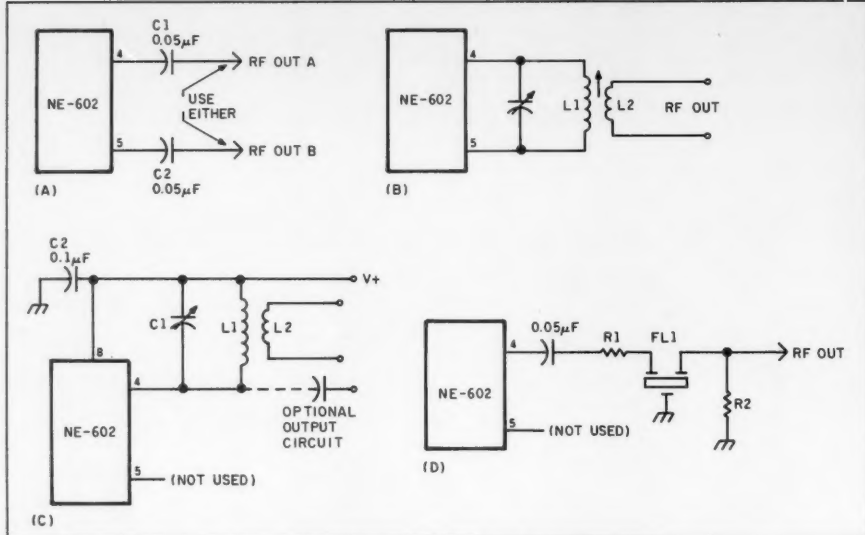 C1
0.05μF
4
RF OUT A
NE-602
USE
EITHER
5
RF OUT B
C2
0.05μF
(A)
4
NE-602
L1
L2
RF OUT
5
(B)
C2
0.1μF
V+
C1
L1
L2
8
4
NE-602
OPTIONAL
OUTPUT
CIRCUIT
5
(NOT USED)
(C)
0.05μF
R1
FL1
4
RF OUT
NE-602
R2
5
(NOT USED)
(D)